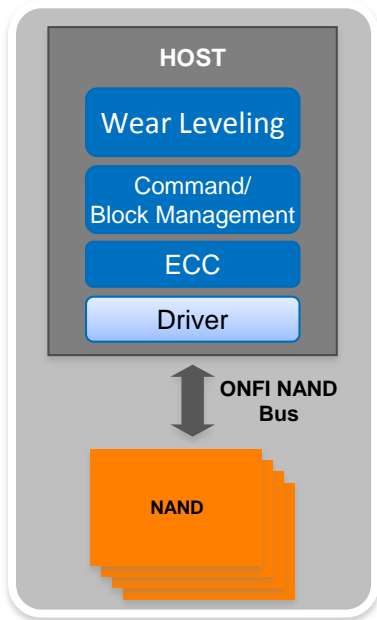 HOST
Wear Leveling
Command/
Block Management
ECC
Driver
ONFI NAND
Bus
NAND